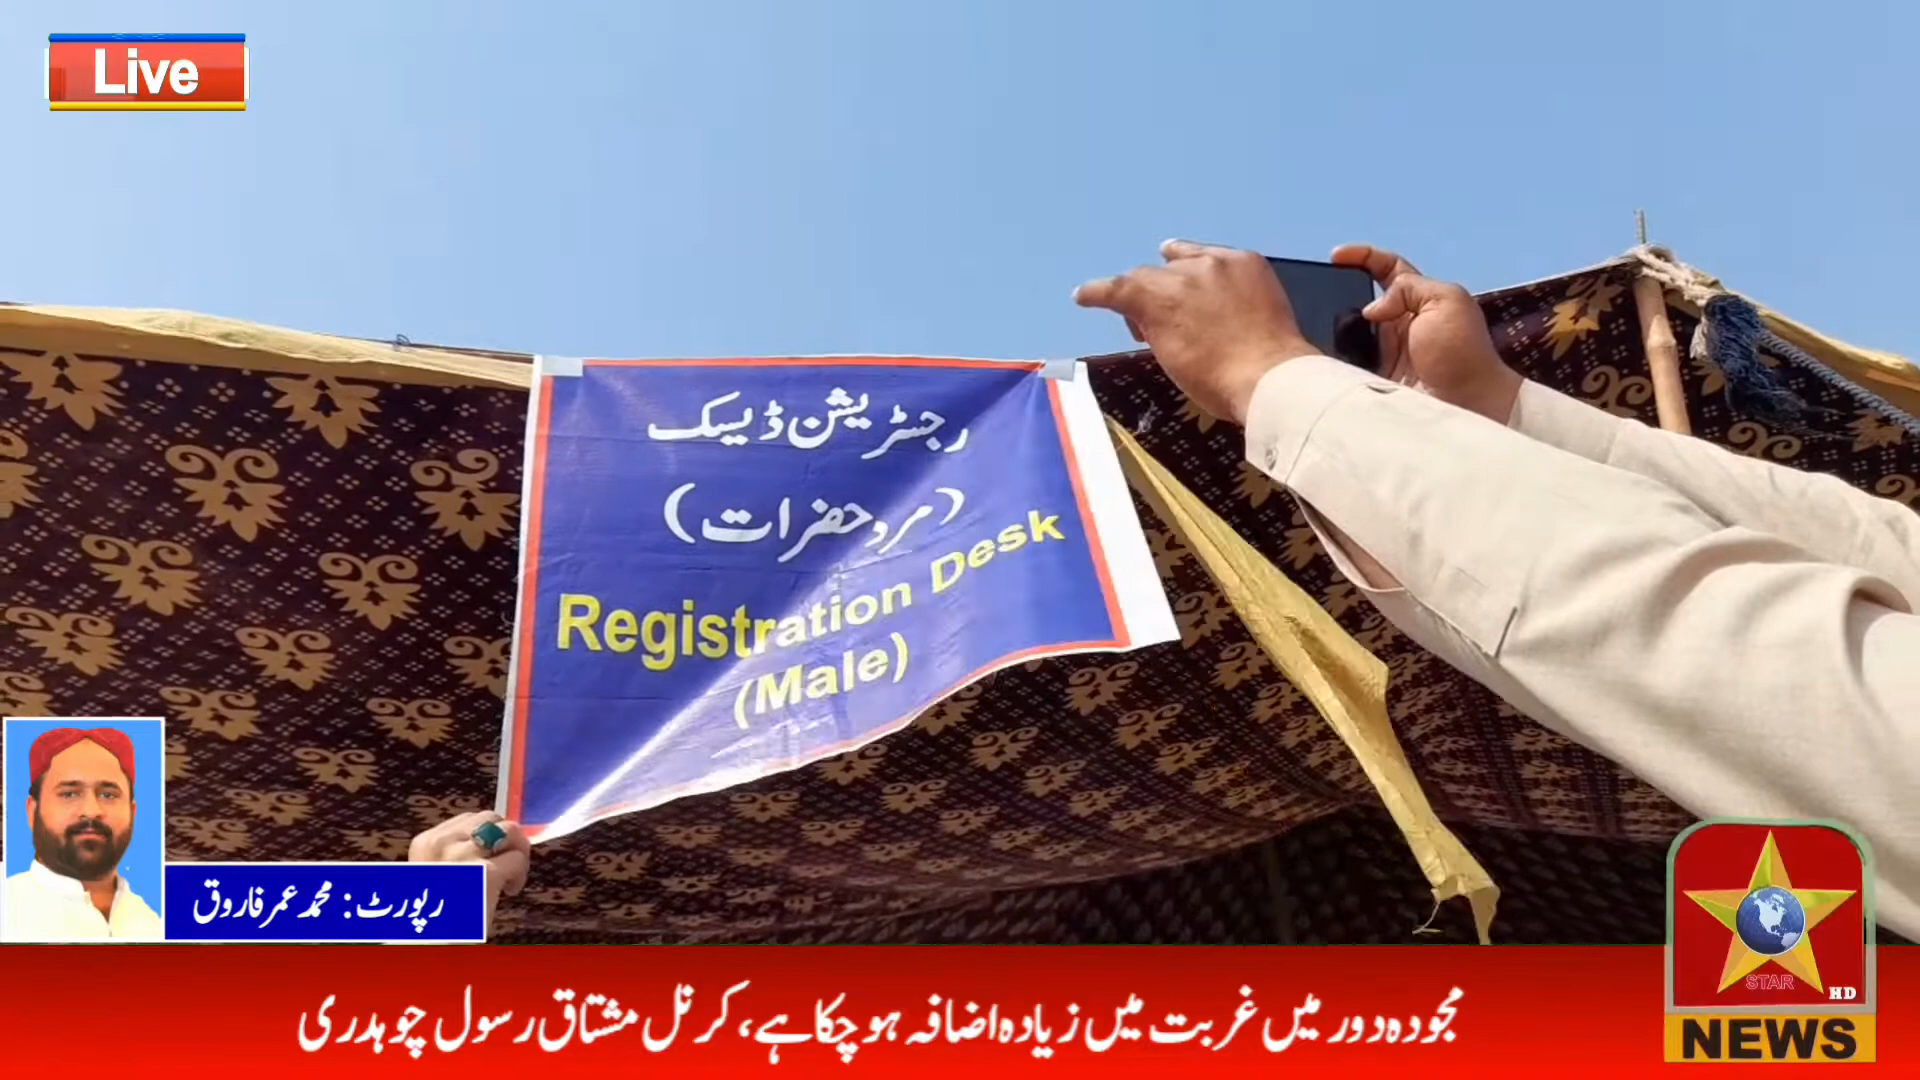 Live
رجسٹریشن ڈیسک
(مرد حضرات)
Registration Desk
(Male)
رپورٹ: محمد عمر فاروق
مجودہ دور میں غربت میں زیادہ اضافہ ہو چکا ہے، کرنل مشتاق رسول چوہدری
STAR
HD
NEWS